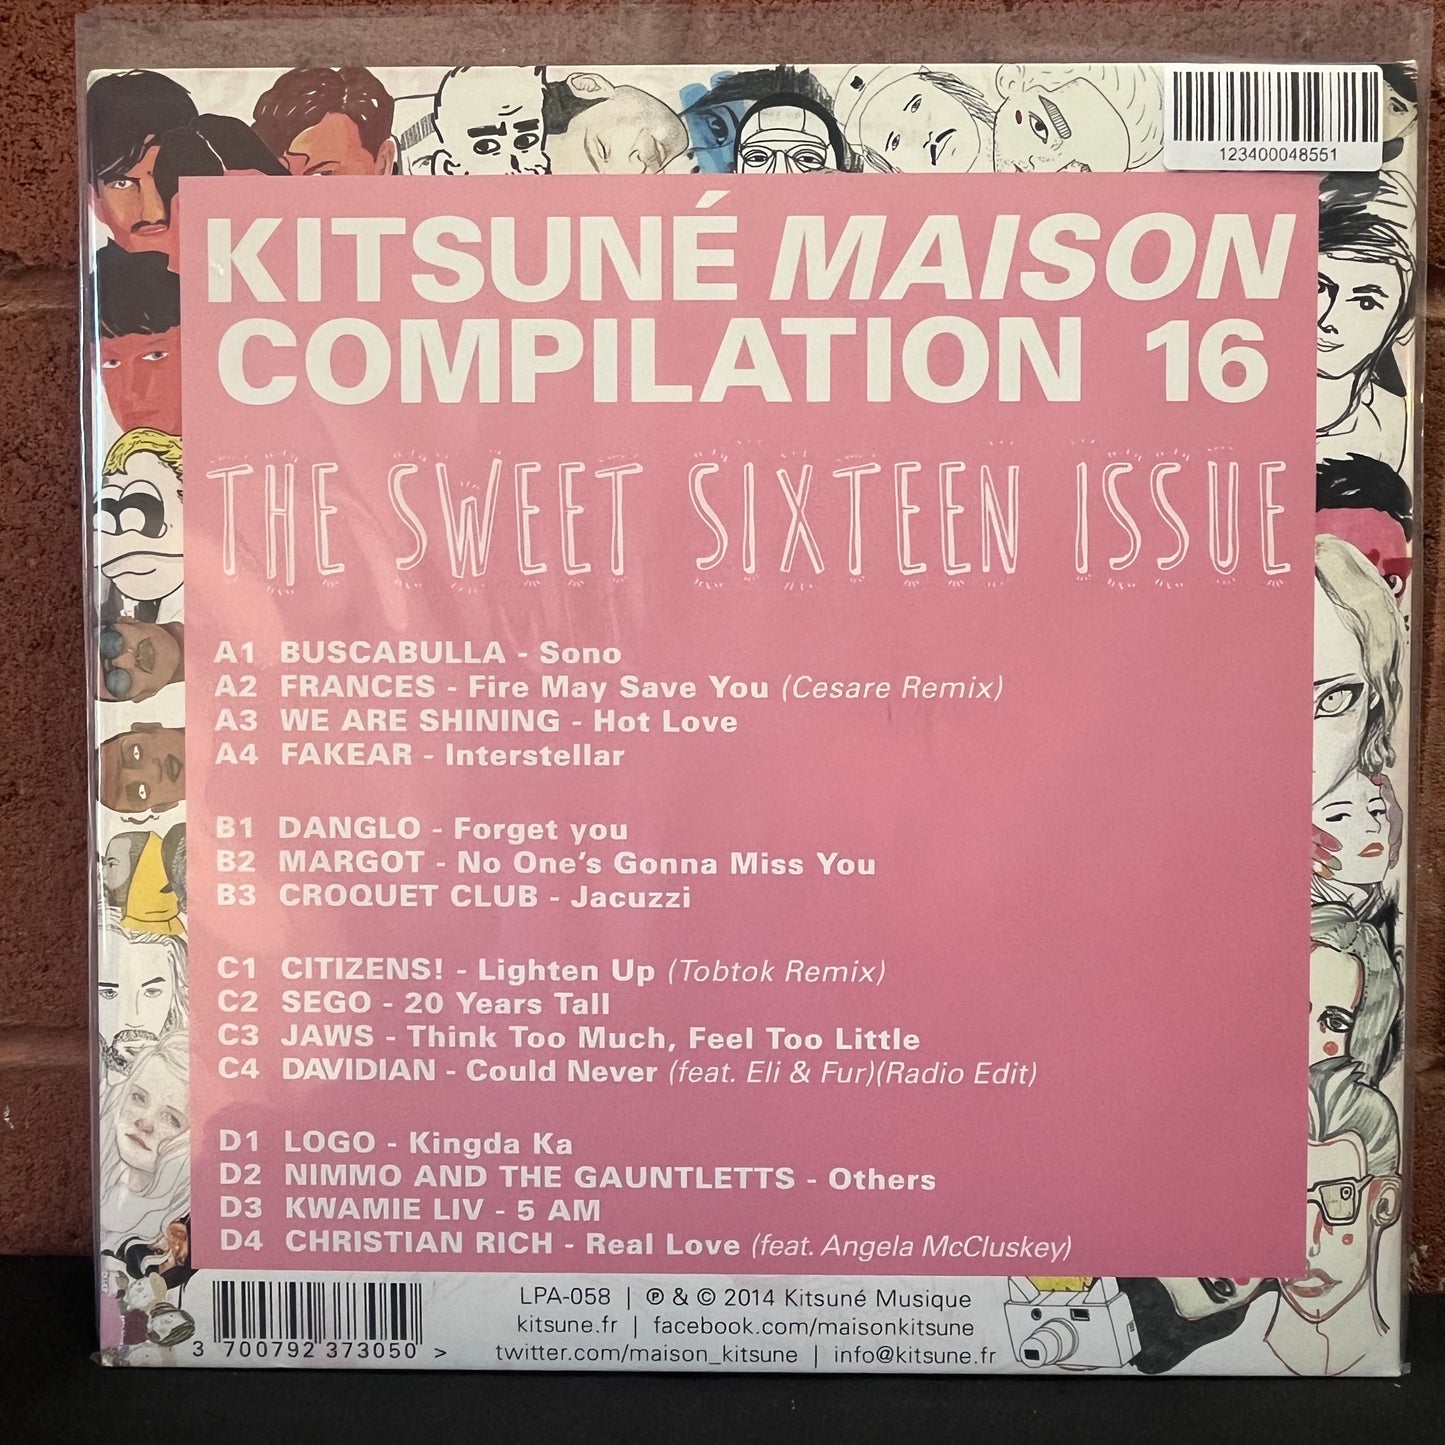 123400048551
KITSUNÉ MAISON
COMPILATION 16
THE SWEET SIXTEEN ISSUE
A1 BUSCABULLA - Sono
A2 FRANCES - Fire May Save You (Cesare Remix)
A3 WE ARE SHINING - Hot Love
A4 FAKEAR - Interstellar
B1 DANGLO - Forget you
B2 MARGOT - No One's Gonna Miss You
B3 CROQUET CLUB - Jacuzzi
C1 CITIZENS! - Lighten Up (Tobtok Remix)
C2 SEGO - 20 Years Tall
C3 JAWS - Think Too Much, Feel Too Little
C4 DAVIDIAN - Could Never (feat. Eli & Fur)(Radio Edit)
D1 LOGO - Kingda Ka
D2 NIMMO AND THE GAUNTLETTS - Others
D3 KWAMIE LIV - 5 AM
D4 CHRISTIAN RICH - Real Love (feat. Angela McCluskey)
LPA-058 | ℗ & © 2014 Kitsuné Musique
kitsune.fr | facebook.com/maisonkitsune
twitter.com/maison_kitsune | info@kitsune.fr
3 700792 373050 >